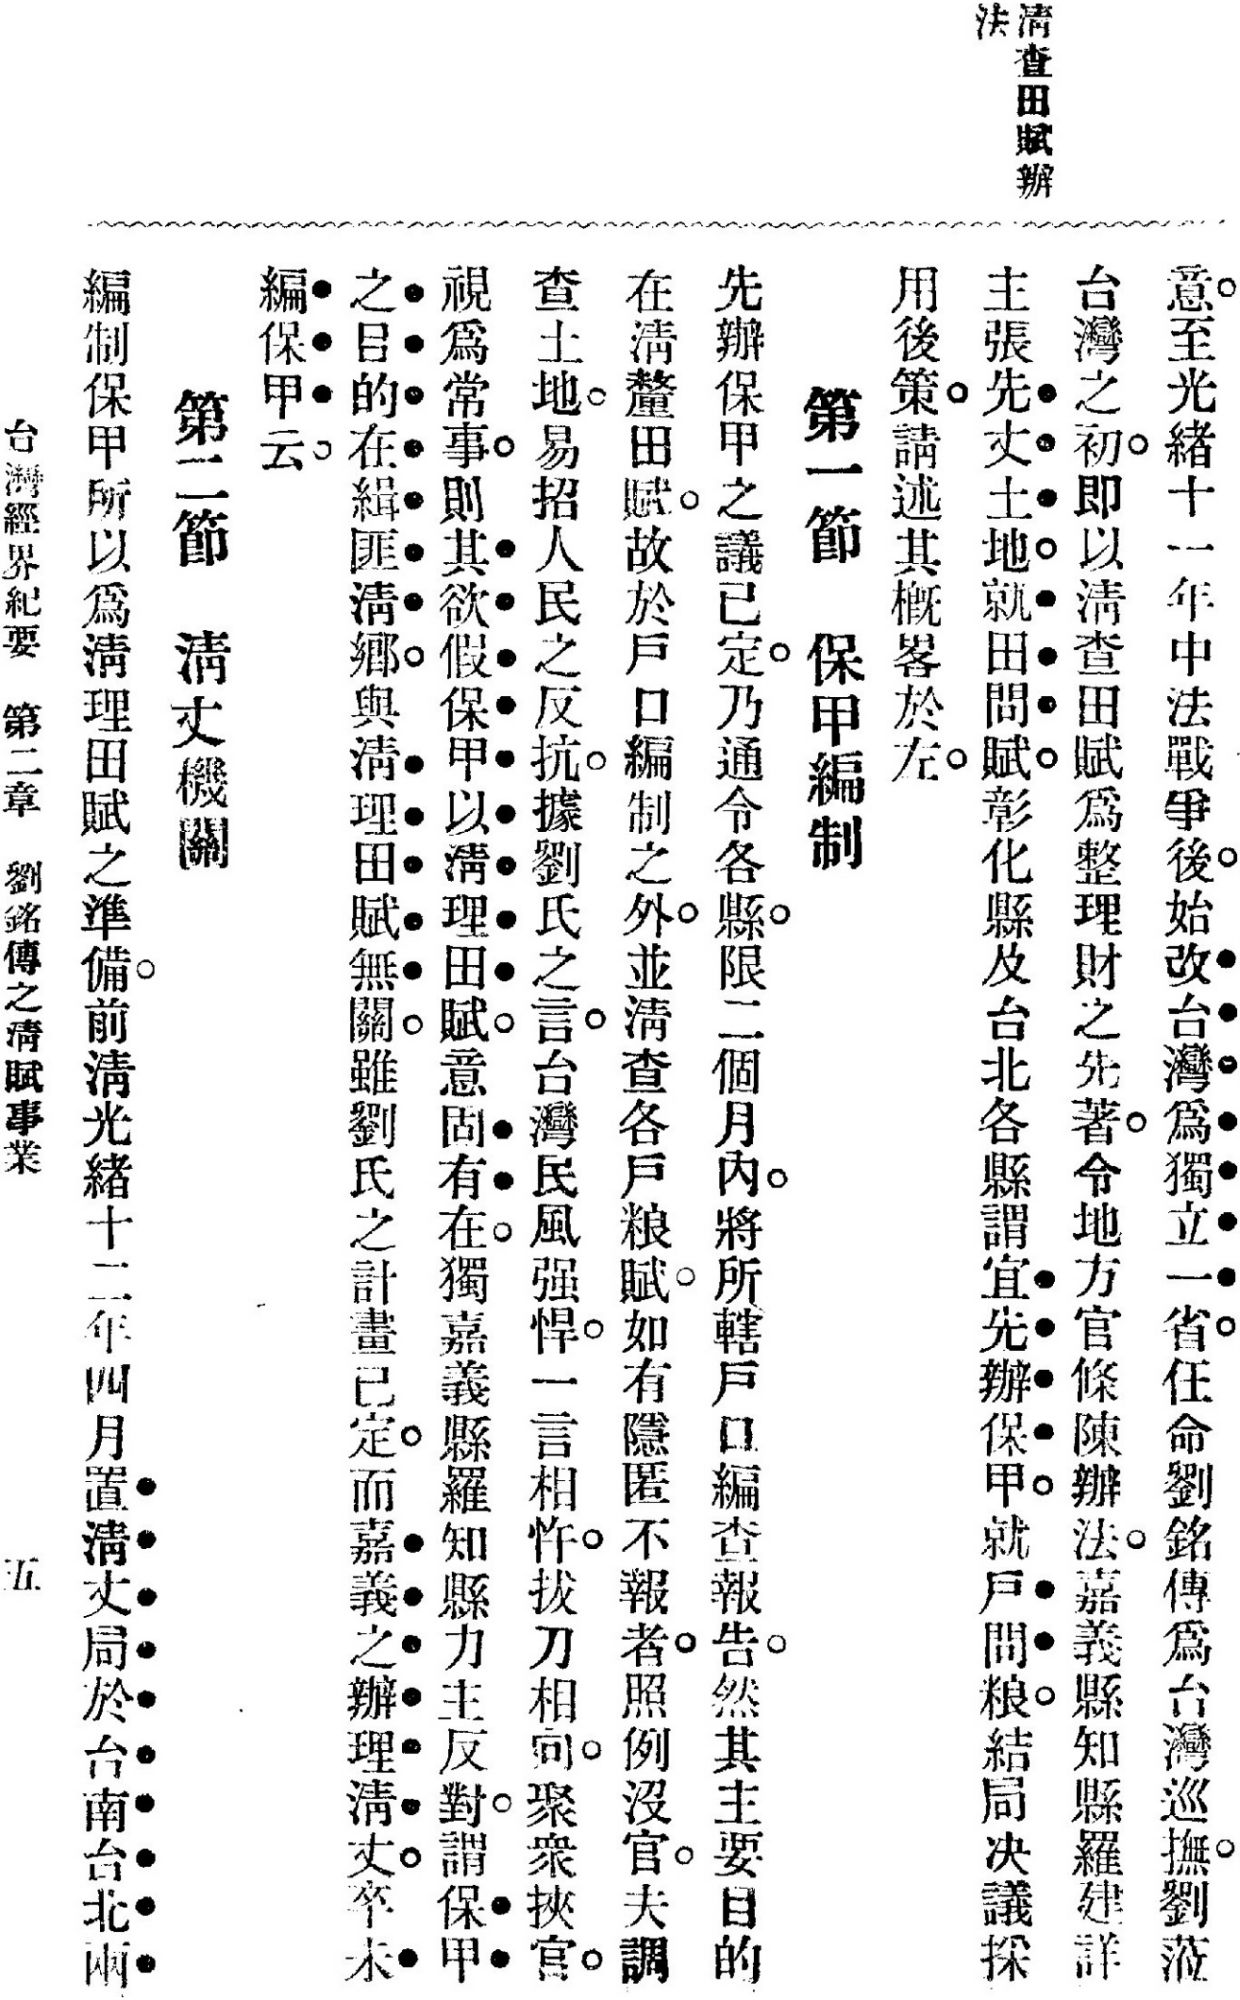 清查田賦辦
法
意。至光緒十一年中法戰爭後。始改台灣爲獨立一省。任命劉銘傳爲台灣巡撫。劉蒞
台灣之初。即以淸查田賦爲整理財之先著。令地方官條陳辦法。嘉義縣知縣羅建詳
主張先丈土地。就田問賦。彰化縣及台北各縣謂宜先辦保甲。就戶問粮。結局決議採
用後策。請述其槪畧於左。
第一節　保甲編制
先辦保甲之議已定。乃通令各縣。限二個月內。將所轄戶口編查報告。然其主要目的
在淸釐田賦。故於戶口編制之外。並淸查各戶粮賦。如有隱匿不報者。照例沒官。夫調
查土地。易招人民之反抗。據劉氏之言。台灣民風强悍。一言相忤。拔刀相向。聚衆挾官。
視爲常事。則其欲假保甲以淸理田賦。意固有在。獨嘉義縣羅知縣力主反對。謂保甲
之目的在緝匪淸鄉。與淸理田賦無關。雖劉氏之計畫已定。而嘉義之辦理淸丈。卒未
編保甲云。
第二節　淸丈機關
編制保甲所以爲淸理田賦之準備。前淸光緒十二年四月置淸丈局於台南台北兩
台灣經界紀要　第二章　劉銘傳之淸賦事業　五